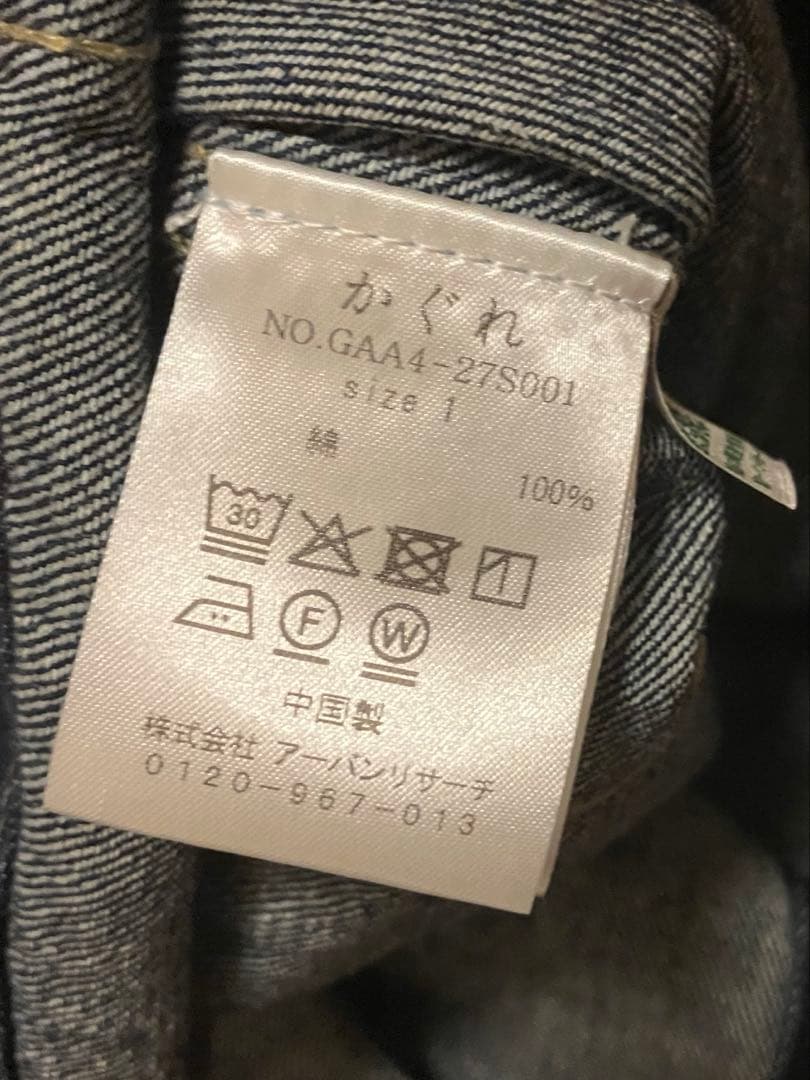 かぐれ
NO.GAA4-27S001
size 1
綿
100%
30
F W
中国製
株式会社 アーバンリサーチ
0120-967-013